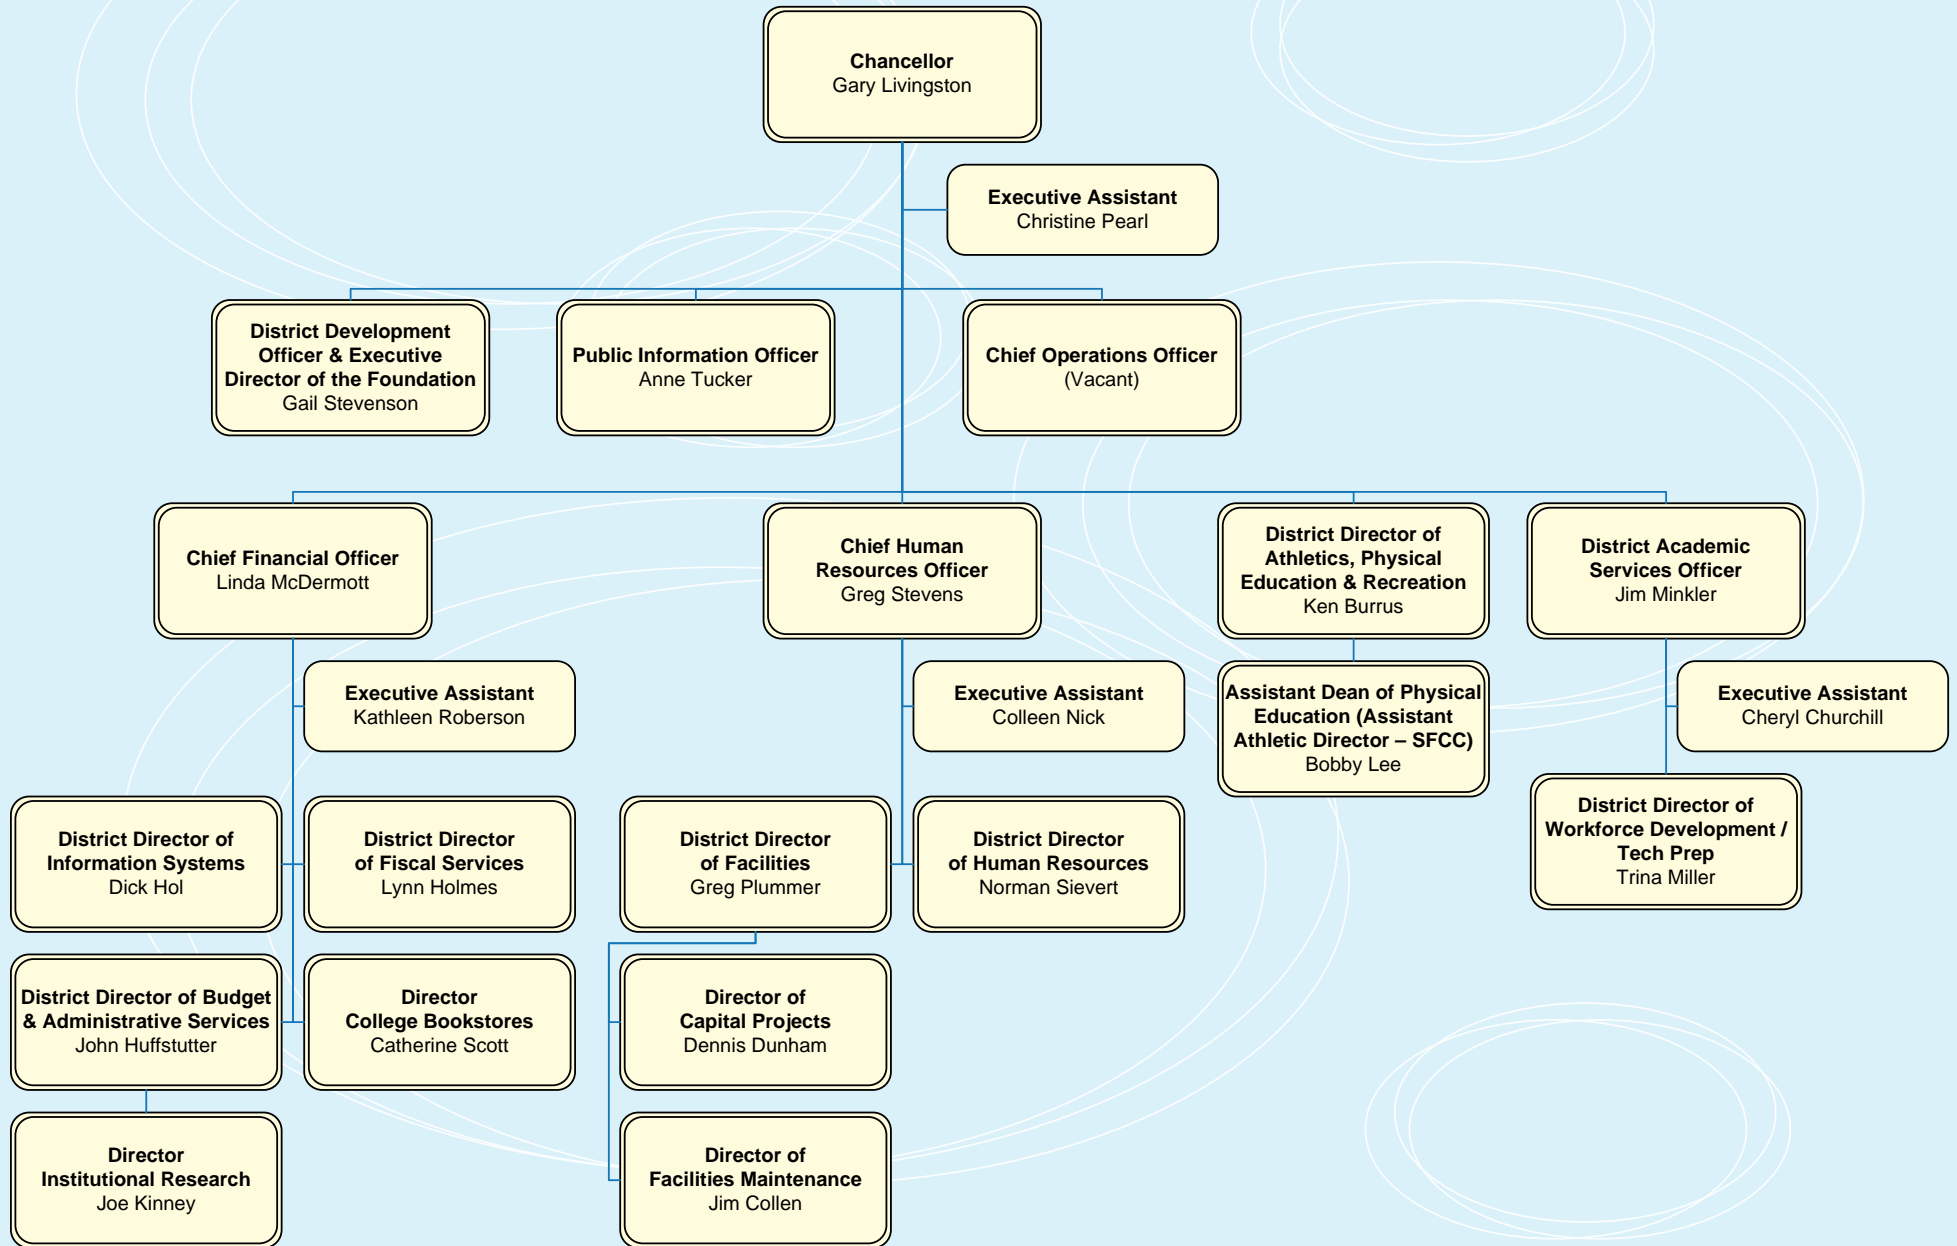 Chancellor
Gary Livingston
Executive Assistant
Christine Pearl
District Development
Officer & Executive
Director of the Foundation
Gail Stevenson
Public Information Officer
Anne Tucker
Chief Operations Officer
(Vacant)
Chief Financial Officer
Linda McDermott
Chief Human
Resources Officer
Greg Stevens
District Director of
Athletics, Physical
Education & Recreation
Ken Burrus
District Academic
Services Officer
Jim Minkler
Executive Assistant
Kathleen Roberson
Executive Assistant
Colleen Nick
Assistant Dean of Physical
Education (Assistant
Athletic Director – SFCC)
Bobby Lee
Executive Assistant
Cheryl Churchill
District Director of
Information Systems
Dick Hol
District Director
of Fiscal Services
Lynn Holmes
District Director
of Facilities
Greg Plummer
District Director
of Human Resources
Norman Sievert
District Director of
Workforce Development /
Tech Prep
Trina Miller
District Director of Budget
& Administrative Services
John Huffstutter
Director
College Bookstores
Catherine Scott
Director of
Capital Projects
Dennis Dunham
Director
Institutional Research
Joe Kinney
Director of
Facilities Maintenance
Jim Collen